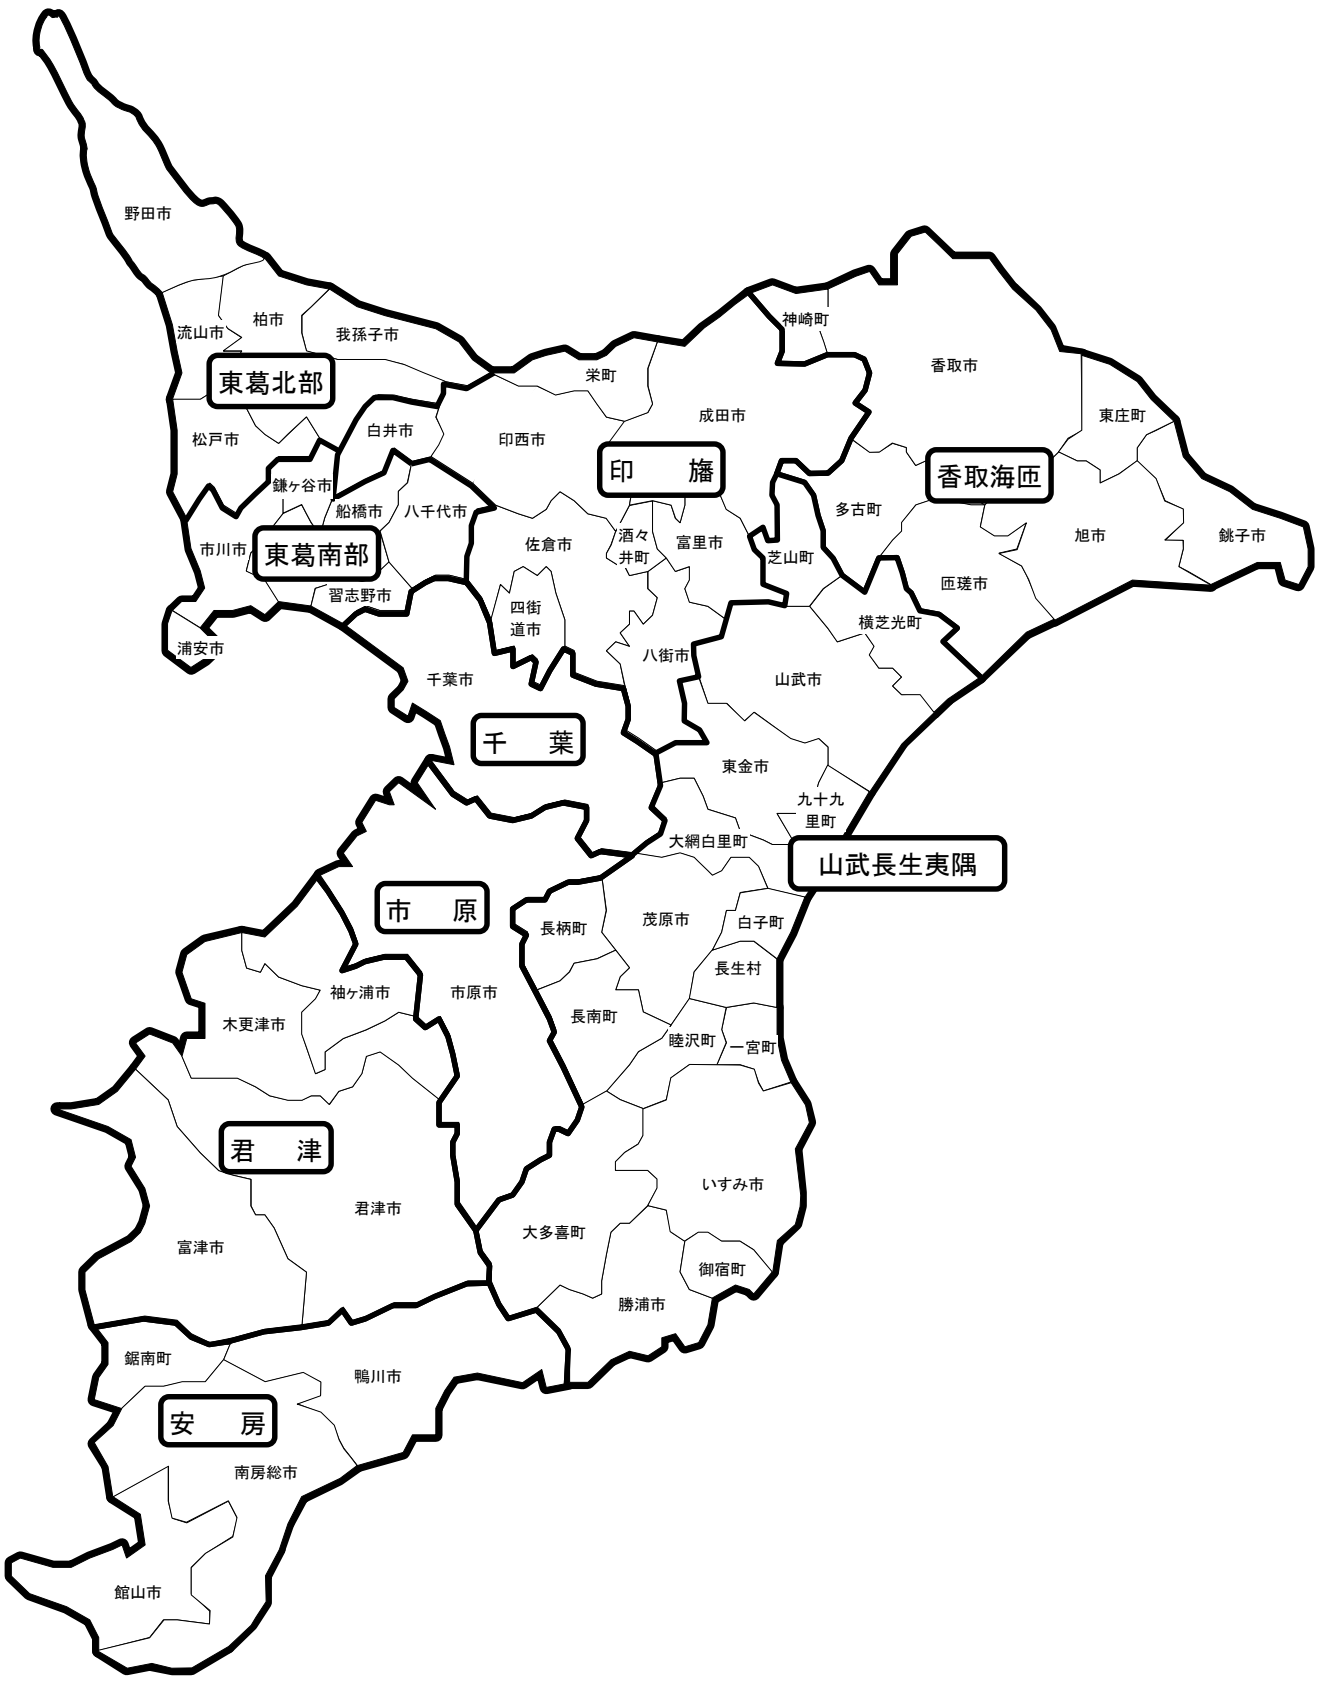 野田市
流山市
柏市
我孫子市
東葛北部
松戸市
白井市
印西市
栄町
成田市
神崎町
香取市
東庄町
印　　旛
香取海匝
鎌ヶ谷市
船橋市
八千代市
市川市
東葛南部
習志野市
浦安市
佐倉市
酒々
井町
富里市
芝山町
多古町
旭市
銚子市
匝瑳市
四街
道市
八街市
横芝光町
山武市
千葉市
千　　葉
東金市
九十九
里町
大網白里町
山武長生夷隅
市　　原
長柄町
茂原市
白子町
長生村
袖ヶ浦市
市原市
木更津市
長南町
睦沢町
一宮町
君　　津
君津市
富津市
いすみ市
大多喜町
御宿町
勝浦市
鋸南町
鴨川市
安　　房
南房総市
館山市